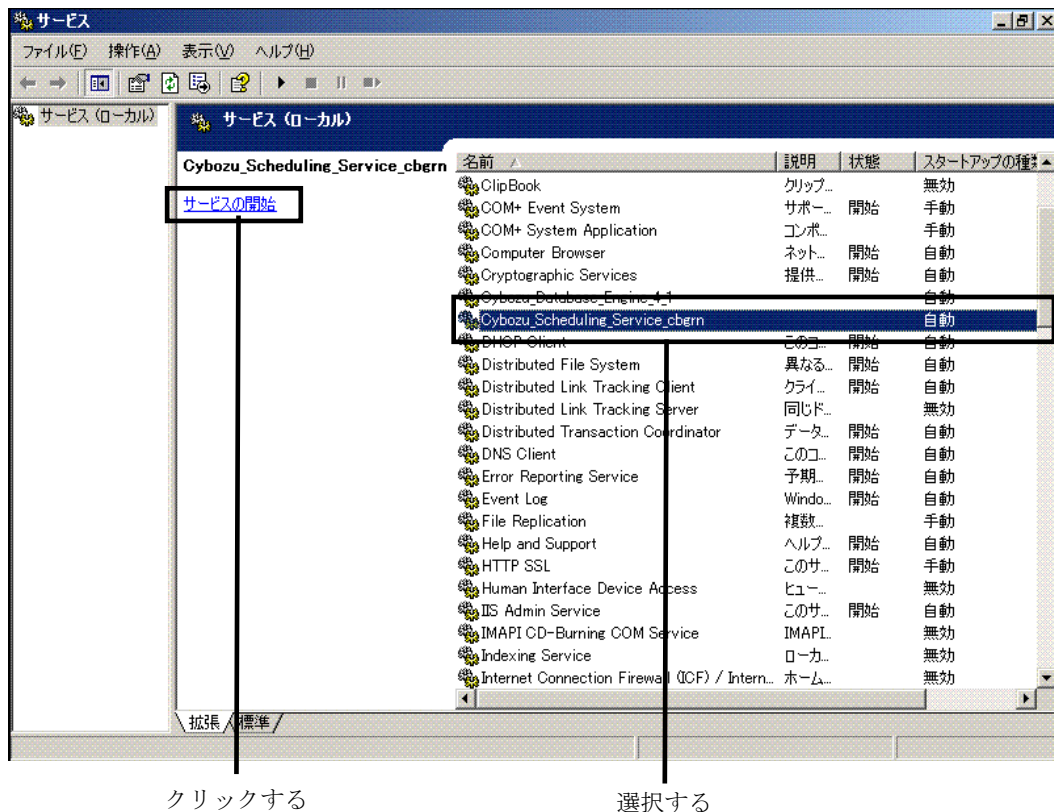 サービス
ファイル(F) 操作(A) 表示(V) ヘルプ(H)
サービス (ローカル)
サービス (ローカル)
Cybozu_Scheduling_Service_cbgrn
サービスの開始
名前 説明 状態 スタートアップの種类
ClipBook クリップ... 無効
COM+ Event System サポー... 開始 手動
COM+ System Application コンポ... 手動
Computer Browser ネット... 開始 自動
Cryptographic Services 提供... 開始 自動
Cybozu_Database_Engine_4_1 自動
Cybozu_Scheduling_Service_cbgrn 自動
DHCP Client このコ... 開始 自動
Distributed File System 異なる... 開始 自動
Distributed Link Tracking Client クライ... 開始 自動
Distributed Link Tracking Server 同じド... 無効
Distributed Transaction Coordinator データ... 開始 自動
DNS Client このコ... 開始 自動
Error Reporting Service 予期... 開始 自動
Event Log Windo... 開始 自動
File Replication 複数... 手動
Help and Support ヘルプ... 開始 自動
HTTP SSL このサ... 開始 手動
Human Interface Device Access ヒュー... 無効
IIS Admin Service このサ... 開始 自動
IMAPI CD-Burning COM Service IMAPI... 無効
Indexing Service ローカ... 無効
Internet Connection Firewall (ICF) / Intern... ホーム... 無効
拡張 標準
クリックする
選択する